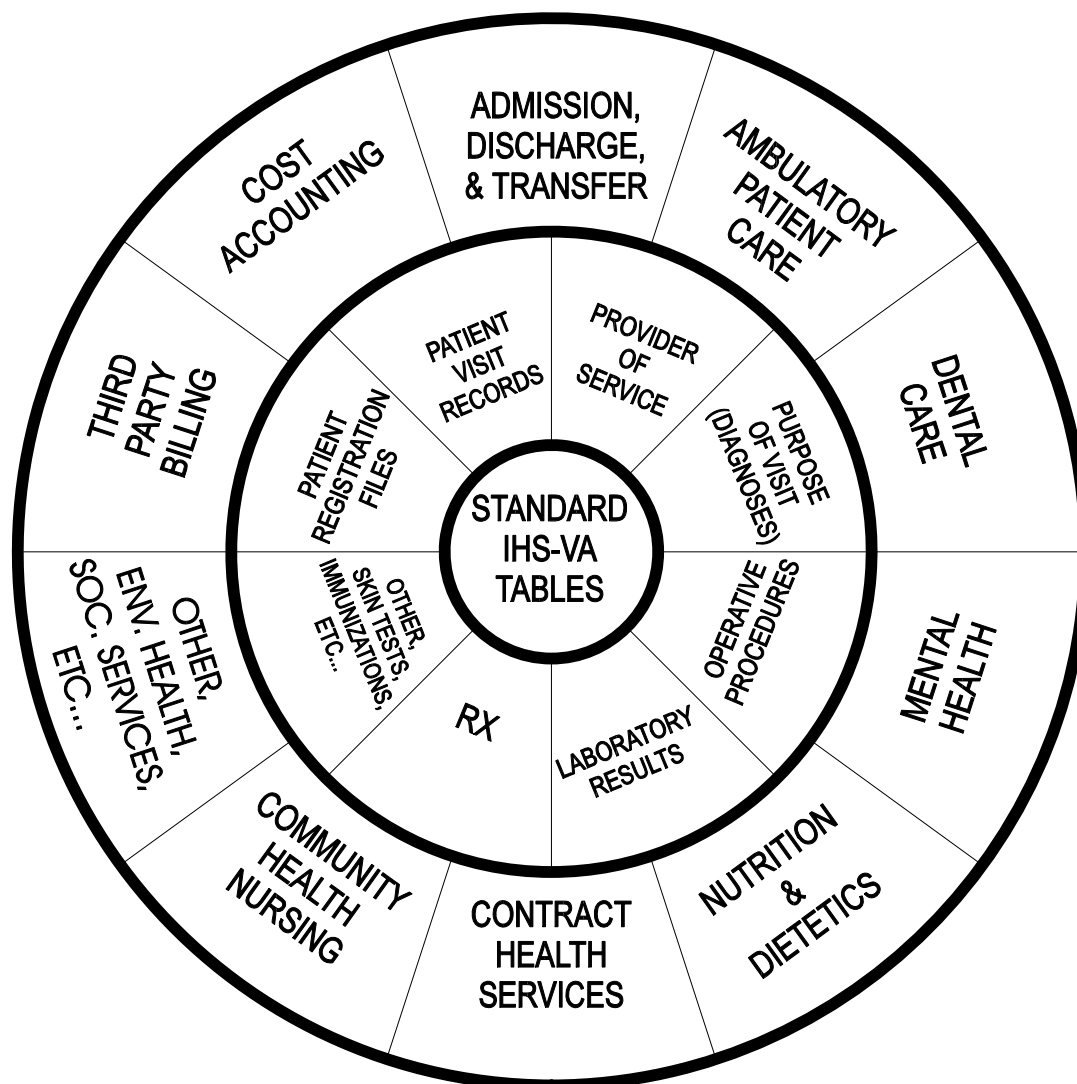 ADMISSION,
DISCHARGE,
& TRANSFER
AMBULATORY
PATIENT
CARE
DENTAL
CARE
MENTAL
HEALTH
NUTRITION
&
DIETETICS
CONTRACT
HEALTH
SERVICES
COMMUNITY
HEALTH
NURSING
OTHER,
ENV. HEALTH,
SOC. SERVICES,
ETC...
THIRD
PARTY
BILLING
COST
ACCOUNTING
PATIENT
VISIT
RECORDS
PROVIDER
OF
SERVICE
PURPOSE
OF VISIT
(DIAGNOSES)
OPERATIVE
PROCEDURES
LABORATORY
RESULTS
RX
OTHER,
SKIN TESTS,
IMMUNIZATIONS,
ETC...
PATIENT
REGISTRATION
FILES
STANDARD
IHS-VA
TABLES